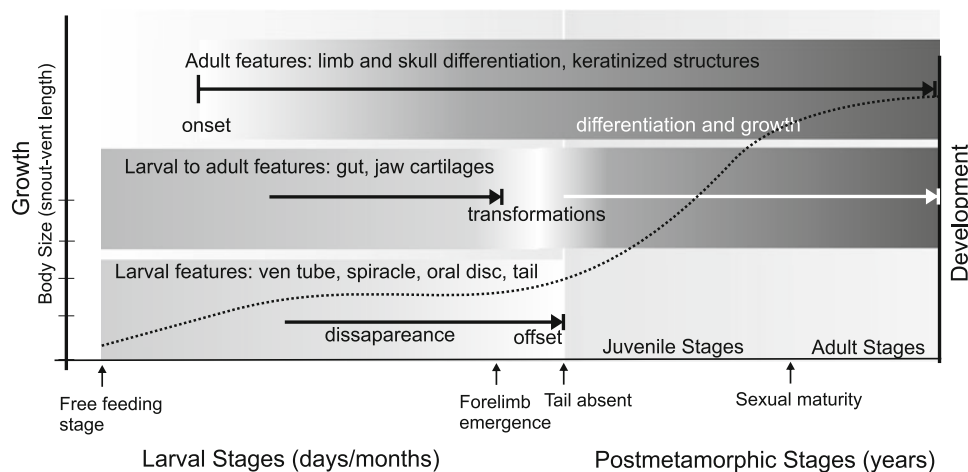 Adult features: limb and skull differentiation, keratinized structures
onset
differentiation and growth
Growth
Body Size (snout-vent length)
Development
Larval to adult features: gut, jaw cartilages
transformations
Larval features: ven tube, spiracle, oral disc, tail
dissapareance
offset
Juvenile Stages
Adult Stages
Free feeding
stage
Forelimb
emergence
Tail absent
Sexual maturity
Larval Stages (days/months)
Postmetamorphic Stages (years)